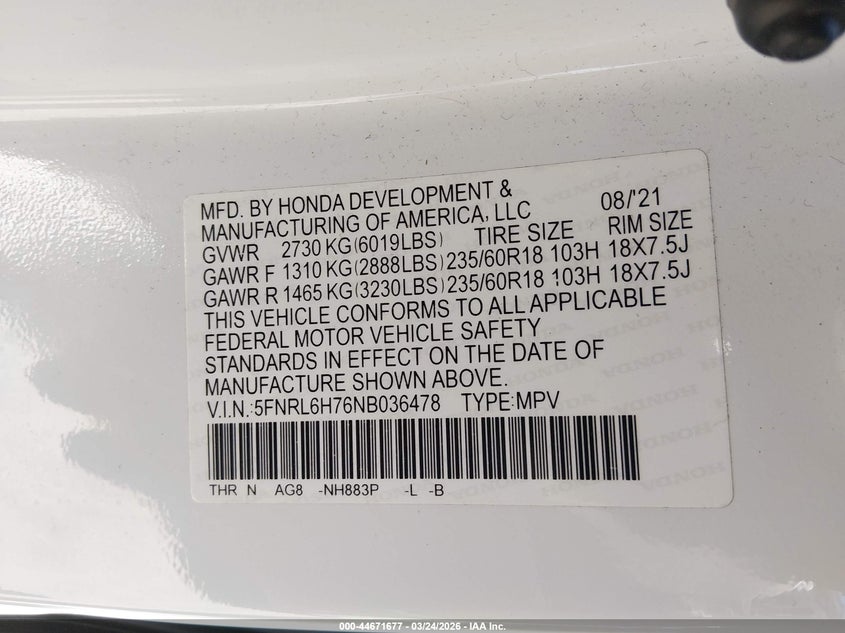 MFD. BY HONDA DEVELOPMENT & 08/'21
MANUFACTURING OF AMERICA, LLC
GVWR 2730 KG(6019LBS) TIRE SIZE RIM SIZE
GAWR F 1310 KG(2888LBS) 235/60R18 103H 18X7.5J
GAWR R 1465 KG(3230LBS) 235/60R18 103H 18X7.5J
THIS VEHICLE CONFORMS TO ALL APPLICABLE
FEDERAL MOTOR VEHICLE SAFETY
STANDARDS IN EFFECT ON THE DATE OF
MANUFACTURE SHOWN ABOVE.
V.I.N.:5FNRL6H76NB036478 TYPE:MPV
THR N AG8 -NH883P -L -B
000-44671677 - 03/24/2026 - IAA Inc.